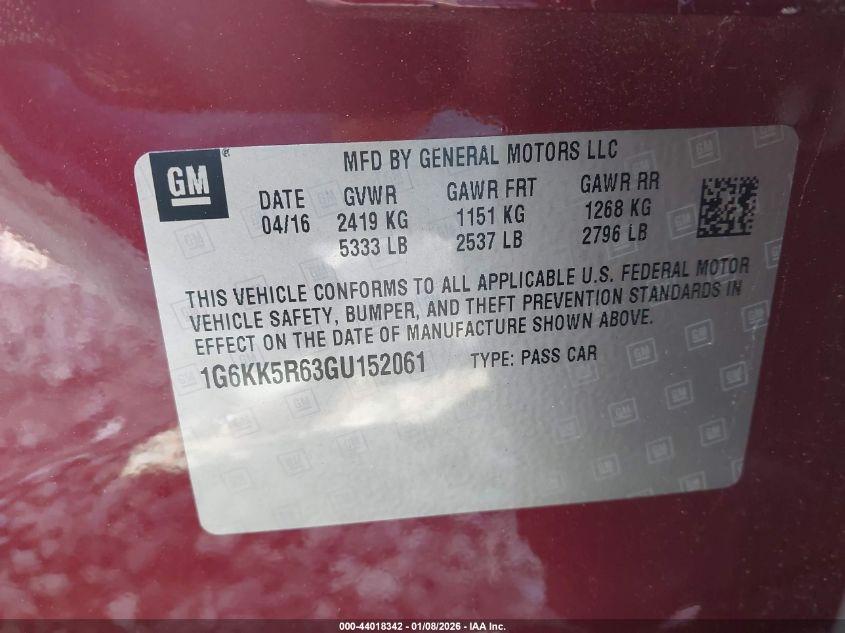 GM
MFD BY GENERAL MOTORS LLC
DATE GVWR GAWR FRT GAWR RR
04/16 2419 KG 1151 KG 1268 KG
5333 LB 2537 LB 2796 LB
THIS VEHICLE CONFORMS TO ALL APPLICABLE U.S. FEDERAL MOTOR
VEHICLE SAFETY, BUMPER, AND THEFT PREVENTION STANDARDS IN
EFFECT ON THE DATE OF MANUFACTURE SHOWN ABOVE.
1G6KK5R63GU152061 TYPE: PASS CAR
000-44018342 - 01/08/2026 - IAA Inc.